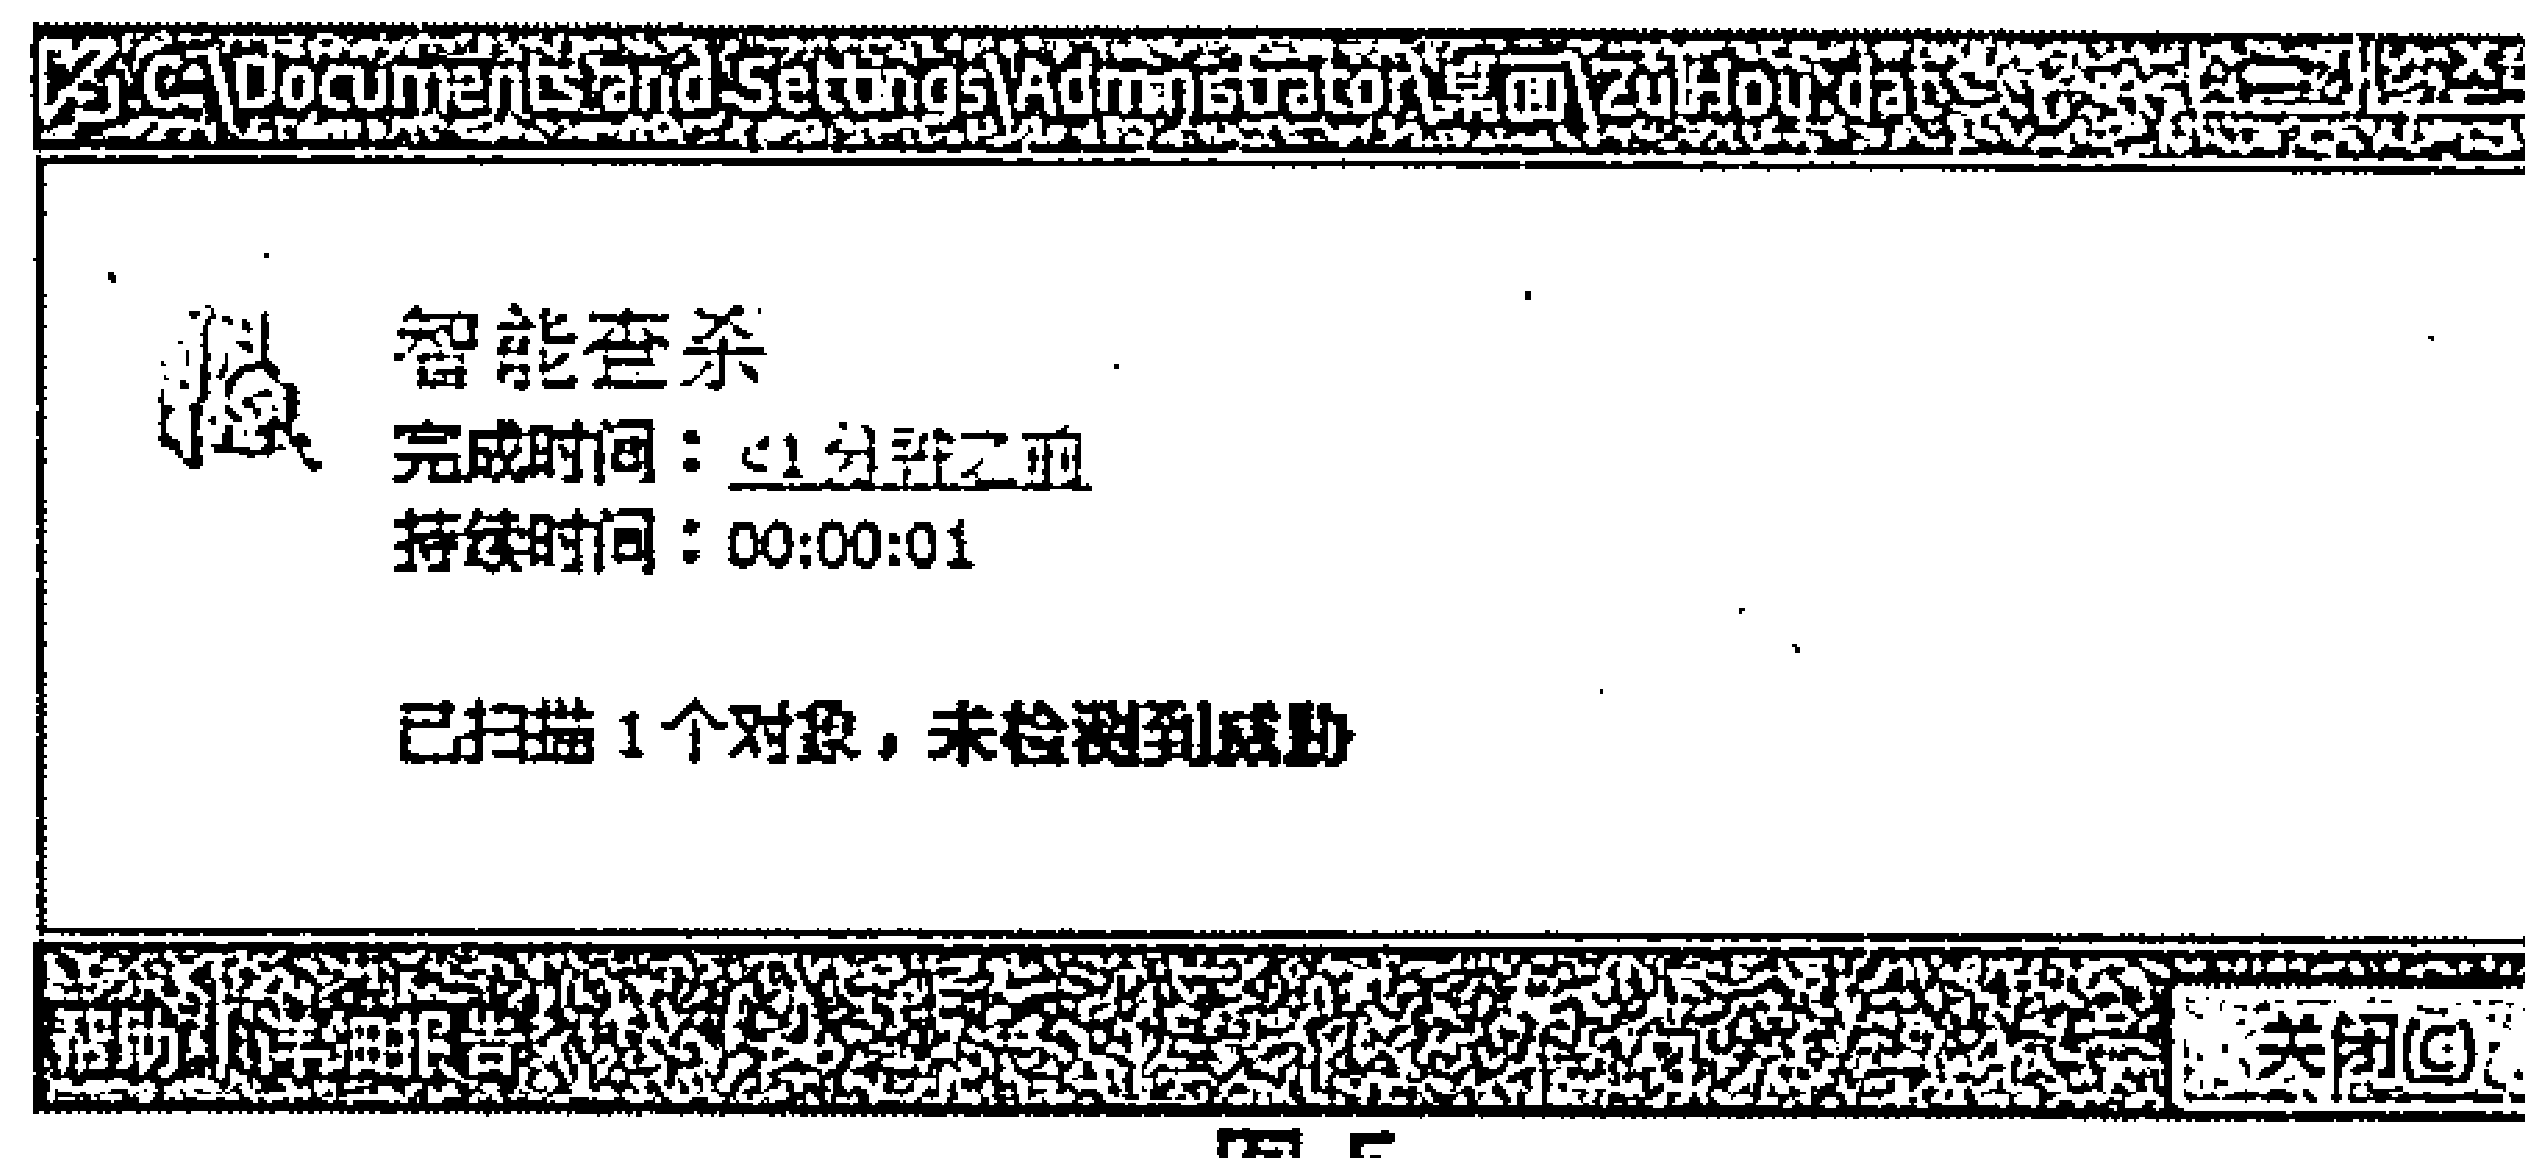 C:\Documents and Settings\Administrator\桌面\ZuHou.dat
智能查杀
完成时间：<1 分钟之前
持续时间：00:00:01
已扫描 1 个对象，未检测到威胁
帮助 | 详细报告
关闭(C)